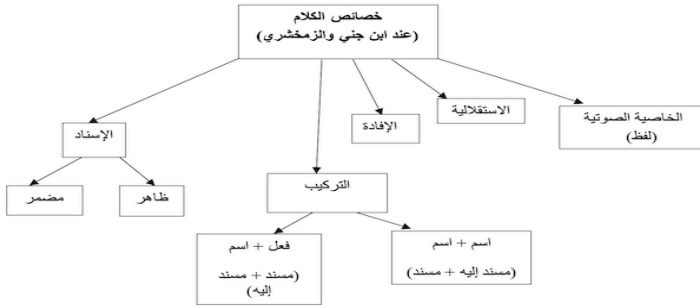 خصائص الكلام
(عند ابن جني والزمخشري)
الخاصية الصوتية
(لفظ)
الاستقلالية
الإفادة
الإسناد
ظاهر
مضمر
التركيب
اسم + اسم
(مسند إليه + مسند)
فعل + اسم
(مسند + مسند
إليه)